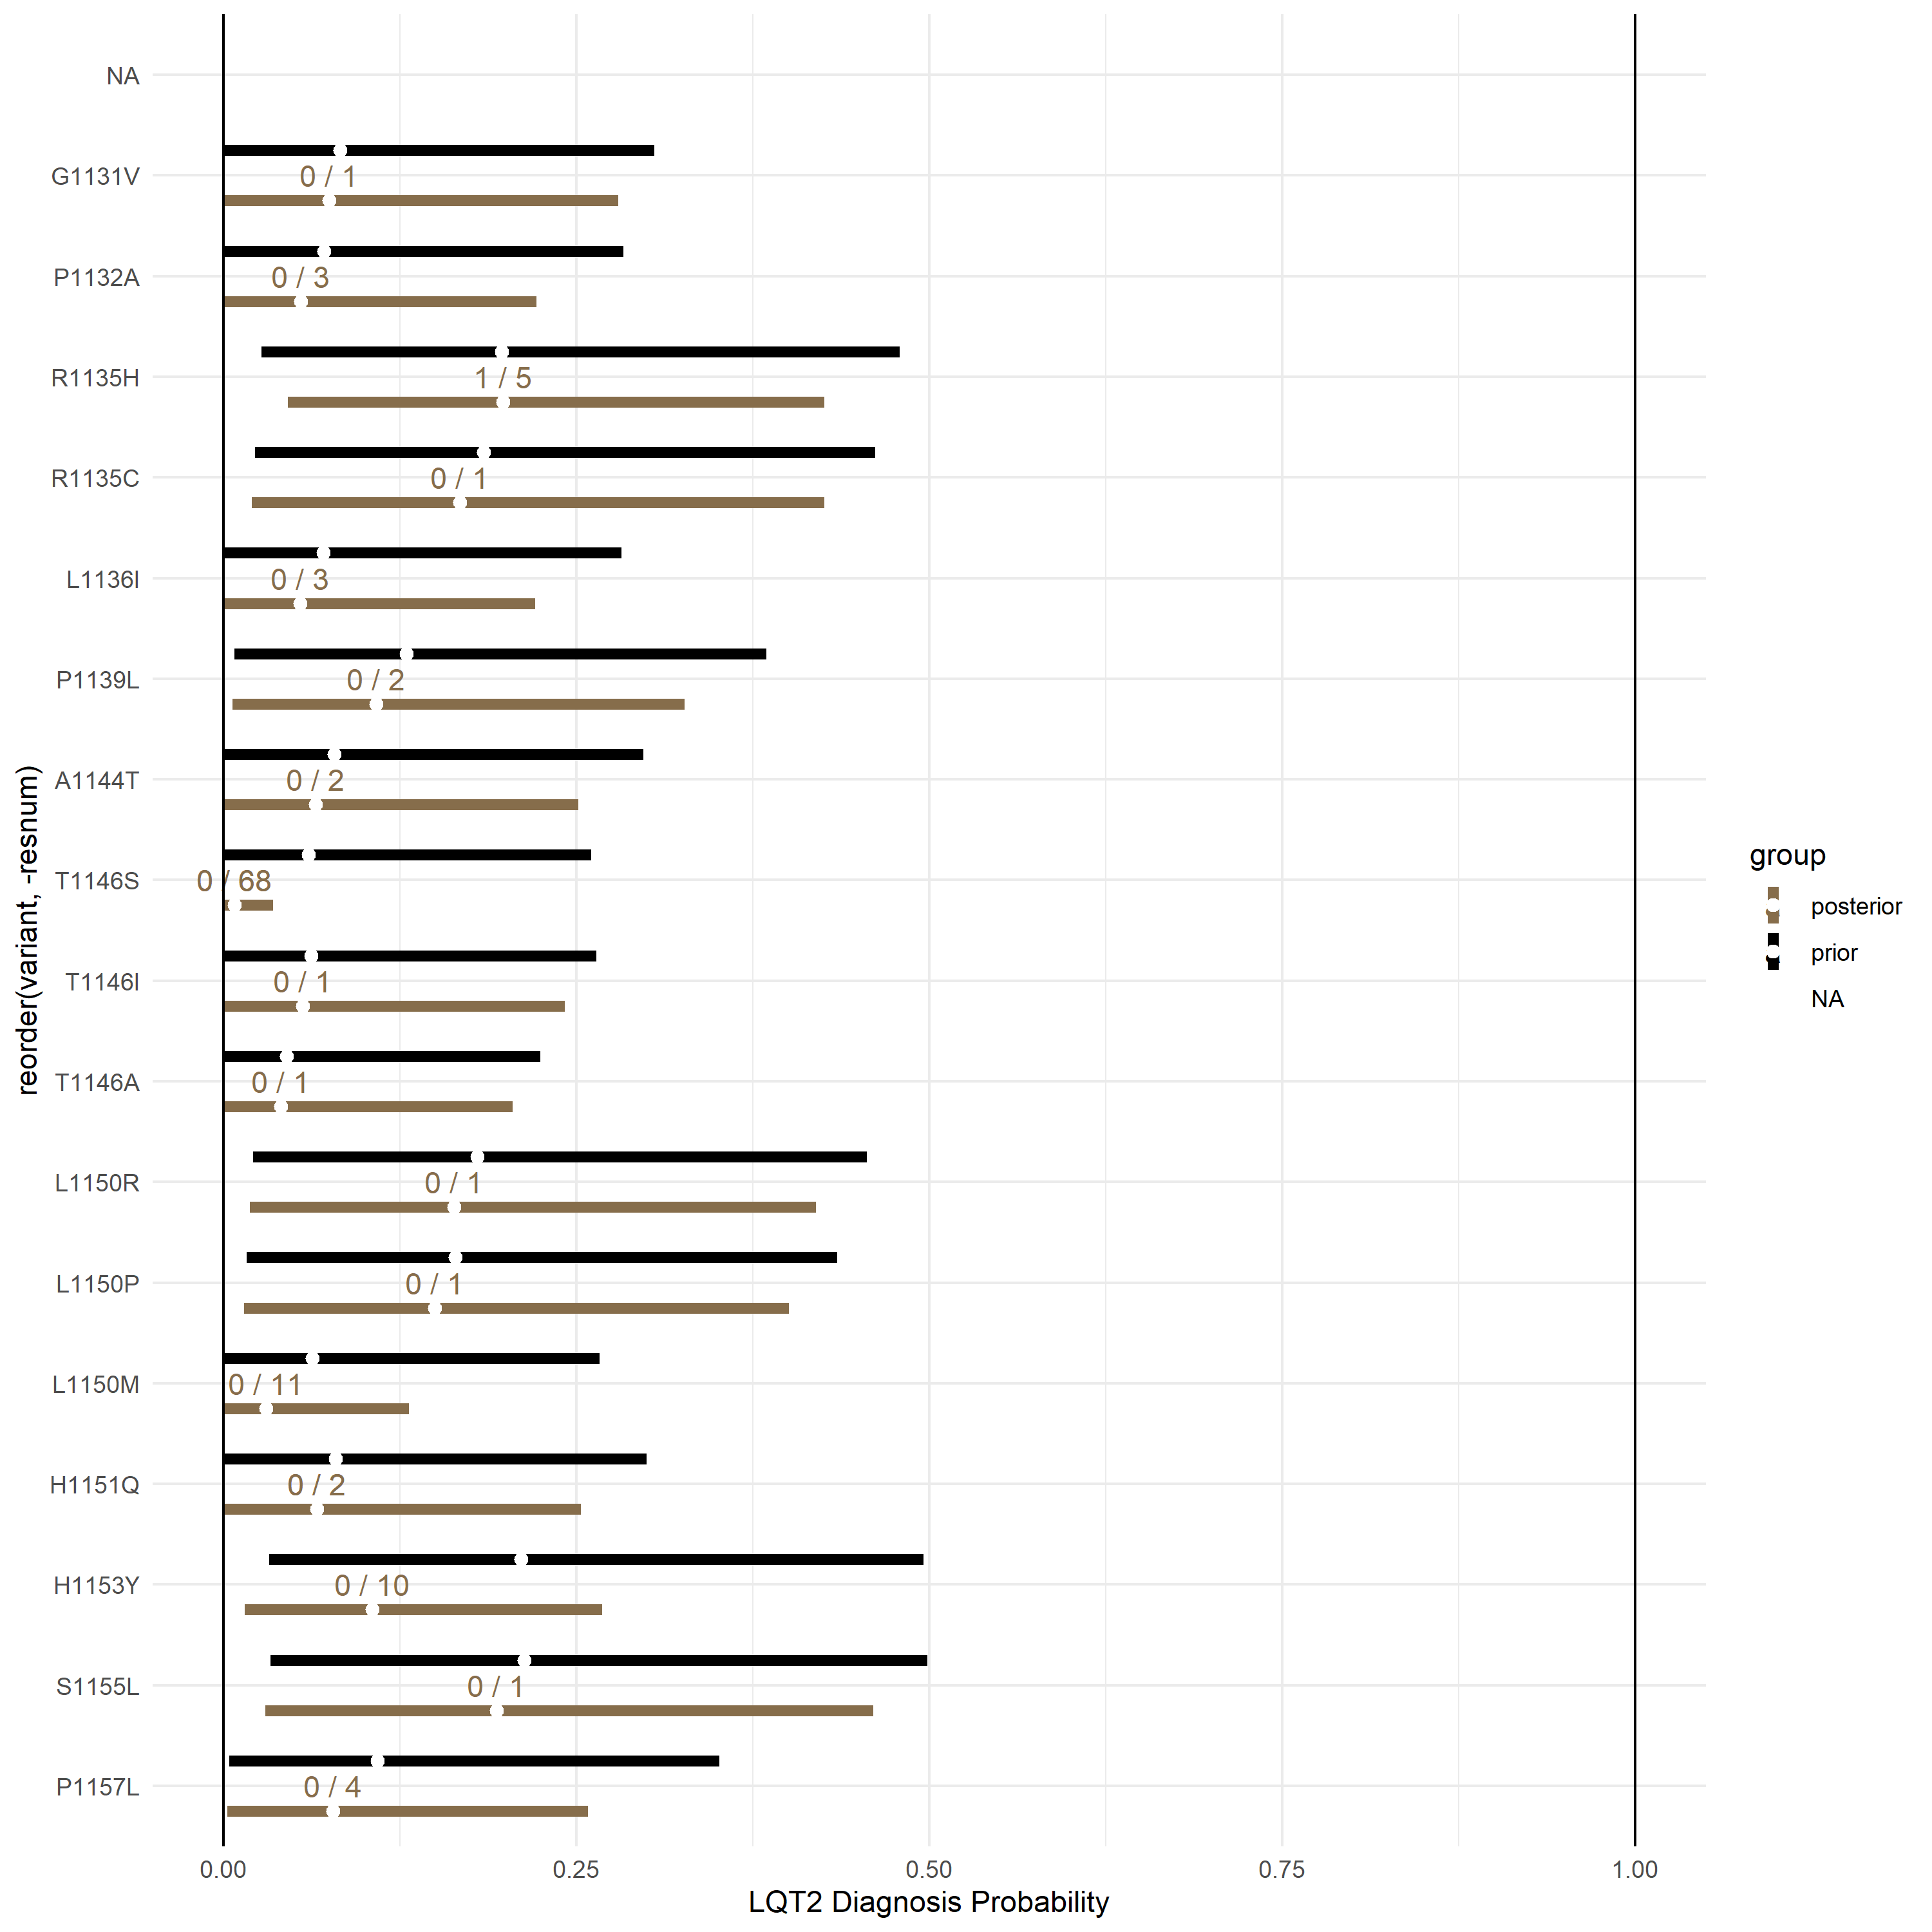 NA
G1131V
0 / 1
P1132A
0 / 3
R1135H
1 / 5
R1135C
0 / 1
L1136I
0 / 3
P1139L
0 / 2
A1144T
0 / 2
T1146S
0 / 68
T1146I
0 / 1
T1146A
0 / 1
L1150R
0 / 1
L1150P
0 / 1
L1150M
0 / 11
H1151Q
0 / 2
H1153Y
0 / 10
S1155L
0 / 1
P1157L
0 / 4
reorder(variant, -resnum)
0.00 0.25 0.50 0.75 1.00
LQT2 Diagnosis Probability
group
posterior
prior
NA